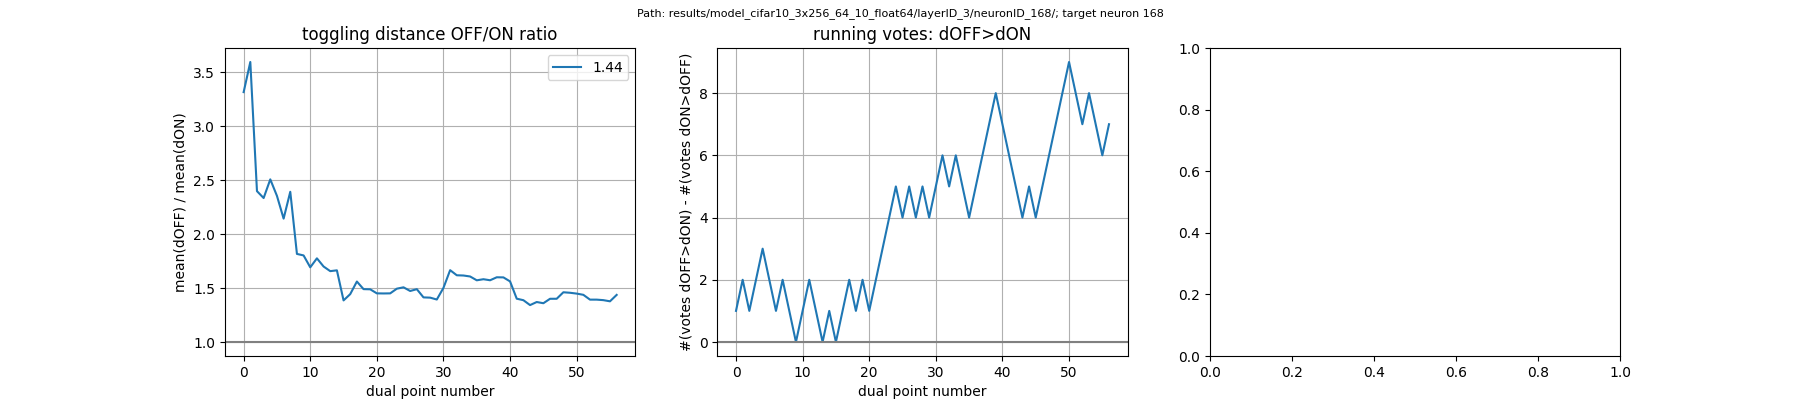 Path: results/model_cifar10_3x256_64_10_float64/layerID_3/neuronID_168/; target neuron 168
toggling distance OFF/ON ratio
mean(dOFF) / mean(dON)
3.5
3.0
2.5
2.0
1.5
1.0
1.44
0 10 20 30 40 50
dual point number
running votes: dOFF>dON
#(votes dOFF>dON) - #(votes dON>dOFF)
8
6
4
2
0
0 10 20 30 40 50
dual point number
1.0
0.8
0.6
0.4
0.2
0.0
0.0 0.2 0.4 0.6 0.8 1.0